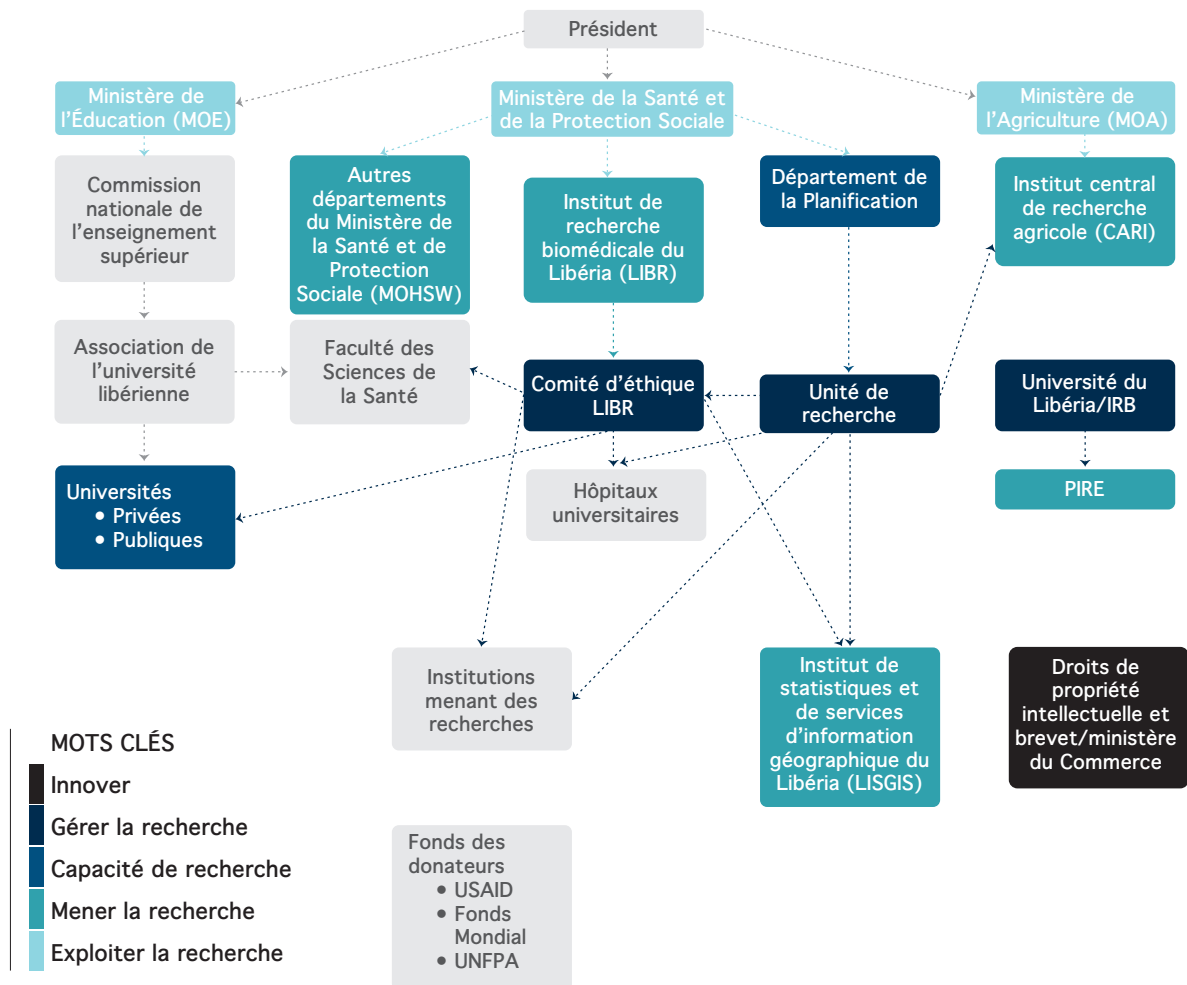 Président
Ministère de
l'Éducation (MOE)
Ministère de la Santé et
de la Protection Sociale
Ministère de
l'Agriculture (MOA)
Commission
nationale de
l'enseignement
supérieur
Autres
départements
du Ministère de
la Santé et de
Protection
Sociale (MOHSW)
Institut de
recherche
biomédicale du
Libéria (LIBR)
Département de
la Planification
Institut central
de recherche
agricole (CARI)
Association de
l'université
libérienne
Faculté des
Sciences de
la Santé
Comité d'éthique
LIBR
Unité de
recherche
Université du
Libéria/IRB
Universités
• Privées
• Publiques
Hôpitaux
universitaires
PIRE
Institutions
menant des
recherches
Institut de
statistiques et
de services
d'information
géographique du
Libéria (LISGIS)
Droits de
propriété
intellectuelle et
brevet/ministère
du Commerce
MOTS CLÉS
Innover
Gérer la recherche
Capacité de recherche
Mener la recherche
Exploiter la recherche
Fonds des
donateurs
• USAID
• Fonds
Mondial
• UNFPA